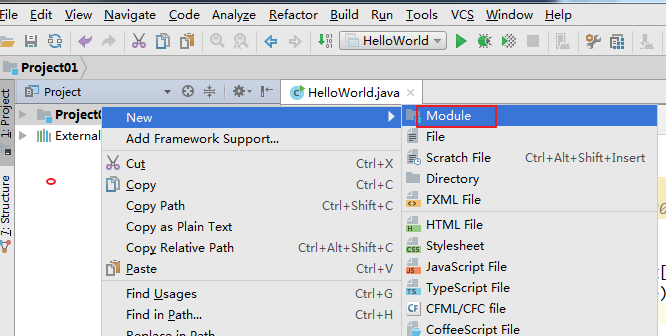 File Edit View Navigate Code Analyze Refactor Build Run Tools VCS Window Help
HelloWorld
Project01
Project
HelloWorld.java
1: Project
7: Structure
External
New
Add Framework Support...
Cut Ctrl+X
Copy Ctrl+C
Copy Path Ctrl+Shift+C
Copy as Plain Text
Copy Relative Path Ctrl+Alt+Shift+C
Paste Ctrl+V
Find Usages Ctrl+G
Find in Path... Ctrl+H
Replace in Path...
Module
File
Scratch File Ctrl+Alt+Shift+Insert
Directory
FXML File
HTML File
Stylesheet
JavaScript File
TypeScript File
CFML/CFC file
CoffeeScript File